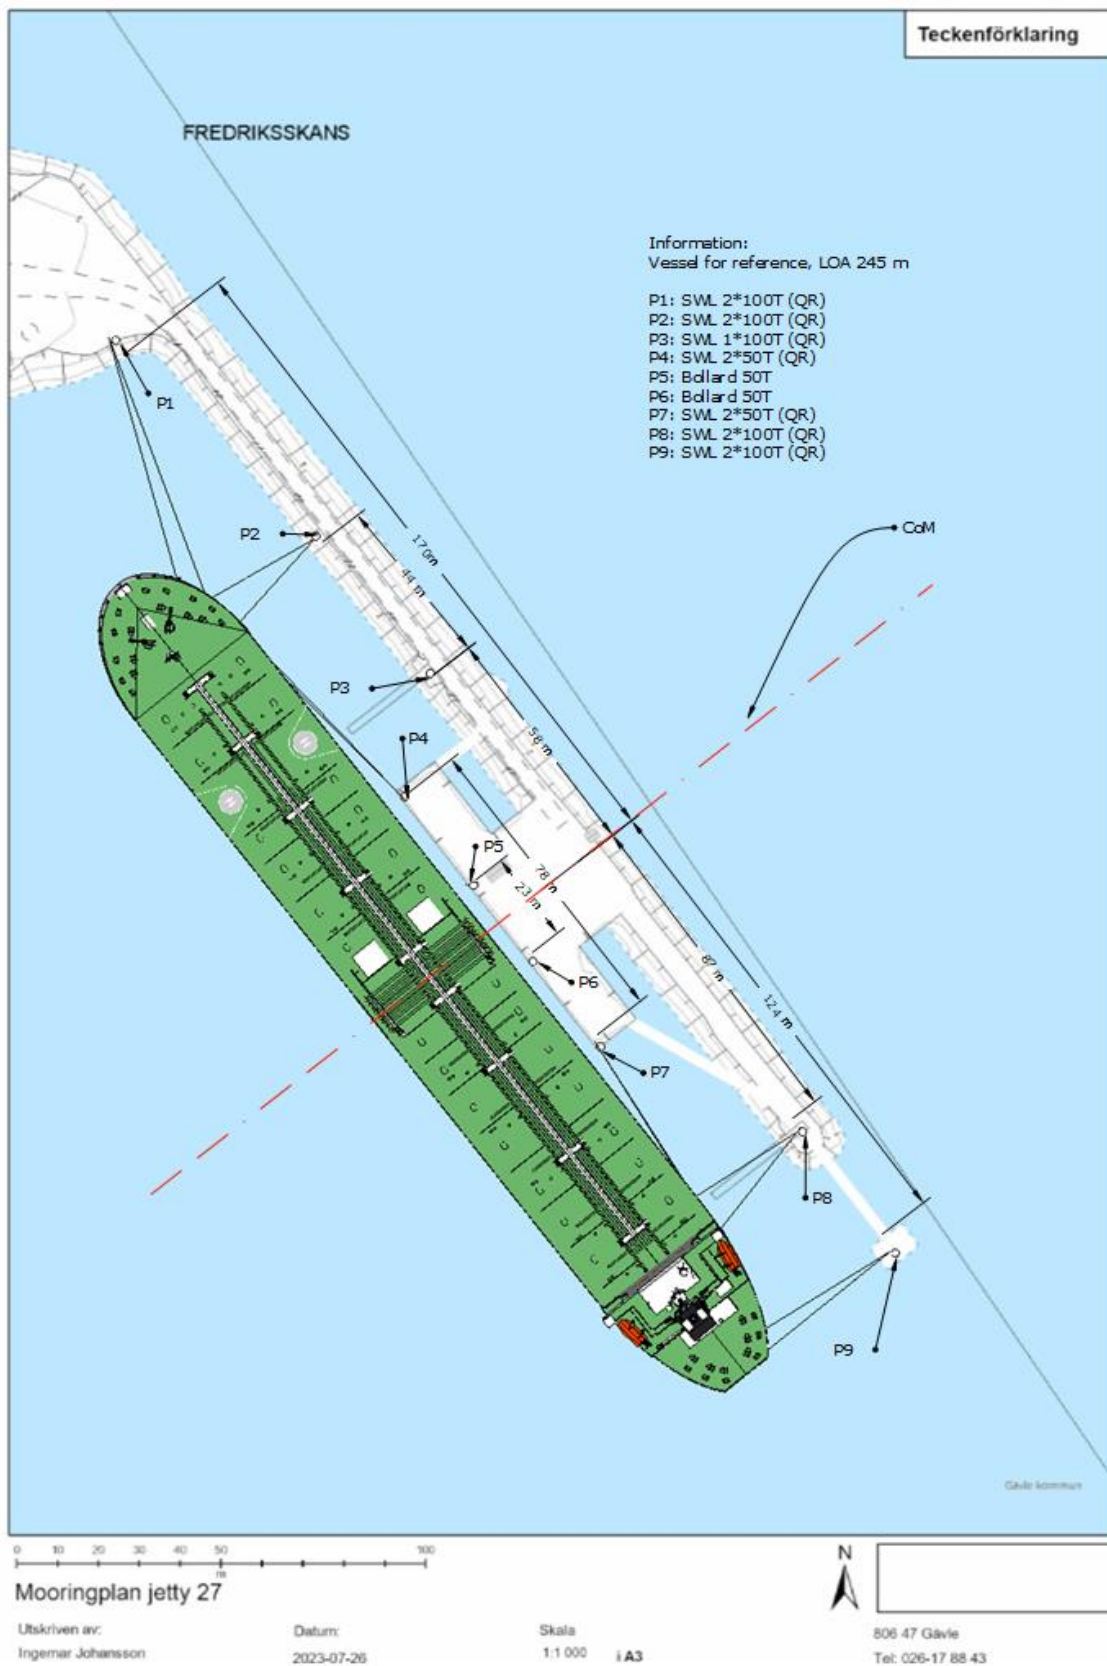 Teckenförklaring
FREDRIKSSKANS
Information:
Vessel for reference, LOA 245 m
P1: SWL 2*100T (QR)
P2: SWL 2*100T (QR)
P3: SWL 1*100T (QR)
P4: SWL 2*50T (QR)
P5: Bollard 50T
P6: Bollard 50T
P7: SWL 2*50T (QR)
P8: SWL 2*100T (QR)
P9: SWL 2*100T (QR)
P1
P2
170m
CoM
44 m
P3
58 m
P4
P5
78 m
23 m
P6
87 m
124 m
P7
P8
P9
Gävle kommun
0 10 20 30 40 50 100
m
N
Mooringplan jetty 27
Utskriven av: Datum: Skala 806 47 Gävle
Ingemar Johansson 2023-07-26 1:1 000 i A3 Tel: 026-17 88 43